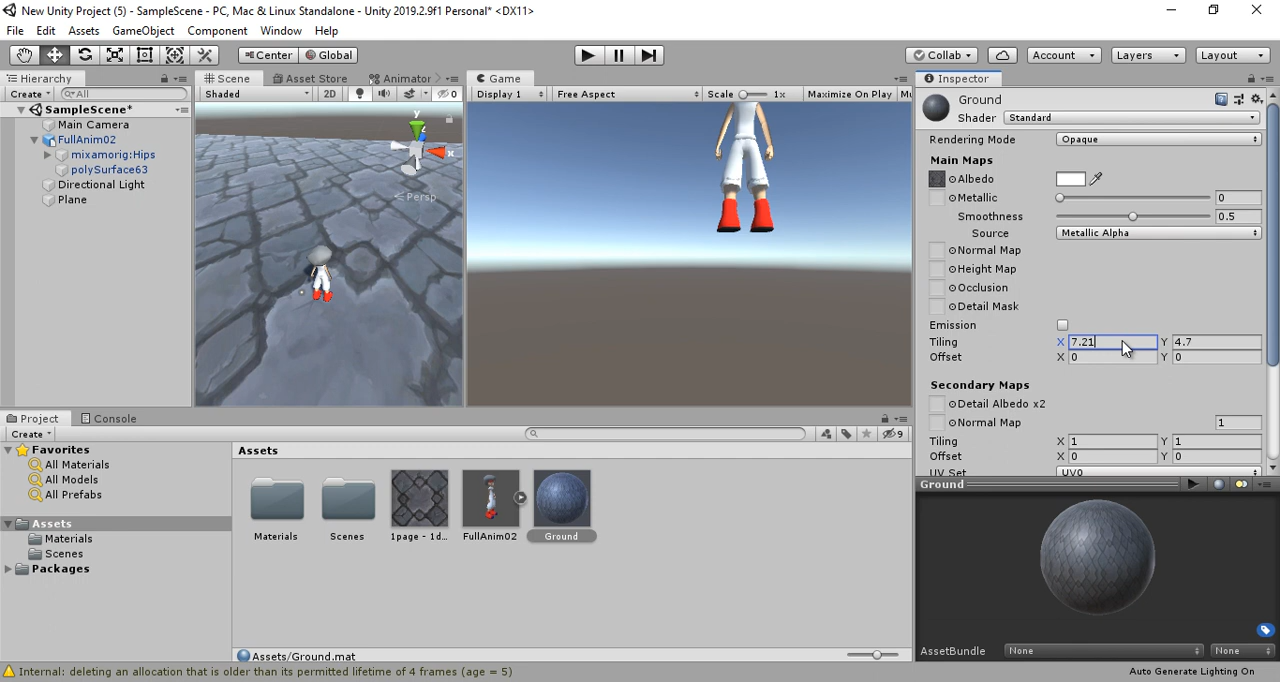 New Unity Project (5) - SampleScene - PC, Mac & Linux Standalone - Unity 2019.2.9f1 Personal* <DX11>
File Edit Assets GameObject Component Window Help
Center Global Collab Account Layers Layout
Hierarchy Scene Asset Store Animator Game Inspector
Create All Shaded 2D 0 Display 1 Free Aspect Scale 1x Maximize On Play Mu
SampleScene*
Main Camera
FullAnim02
mixamorig:Hips
polySurface63
Directional Light
Plane
y
z
x
Persp
Ground
Shader Standard
Rendering Mode Opaque
Main Maps
Albedo
Metallic 0
Smoothness 0.5
Source Metallic Alpha
Normal Map
Height Map
Occlusion
Detail Mask
Emission
Tiling X 7.21 Y 4.7
Offset X 0 Y 0
Secondary Maps
Detail Albedo x2
Normal Map 1
Tiling X 1 Y 1
Offset X 0 Y 0
UV Set UV0
Project Console
Create 9
Favorites
All Materials
All Models
All Prefabs
Assets
Materials
Scenes
Packages
Assets
Materials Scenes 1page - 1d... FullAnim02 Ground
Assets/Ground.mat
Ground
AssetBundle None None
Internal: deleting an allocation that is older than its permitted lifetime of 4 frames (age = 5)
Auto Generate Lighting On